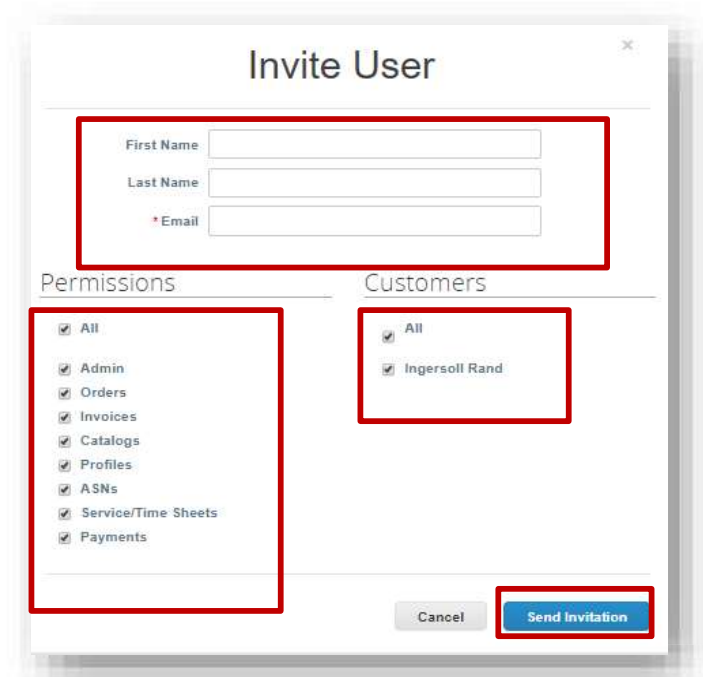 Invite User
×
First Name
Last Name
* Email
Permissions
All
Admin
Orders
Invoices
Catalogs
Profiles
ASNs
Service/Time Sheets
Payments
Customers
All
Ingersoll Rand
Cancel
Send Invitation